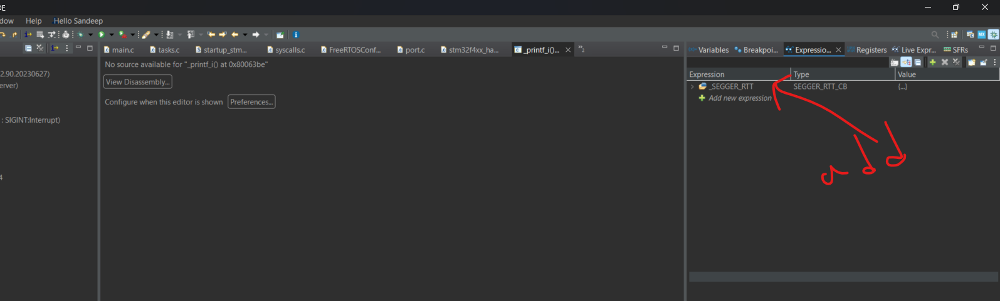 DE
dow Help Hello Sandeep
main.c tasks.c startup_stm... syscalls.c FreeRTOSConf... port.c stm32f4xx_ha... _printf_i()... 2
Variables Breakpoi... Expressio... Registers Live Expr... SFRs
No source available for "_printf_i() at 0x80063be"
2.90.20230627)
erver)
View Disassembly...
Configure when this editor is shown Preferences...
: SIGINT:Interrupt)
4
Expression Type Value
_SEGGER_RTT SEGGER_RTT_CB {...}
Add new expression
add